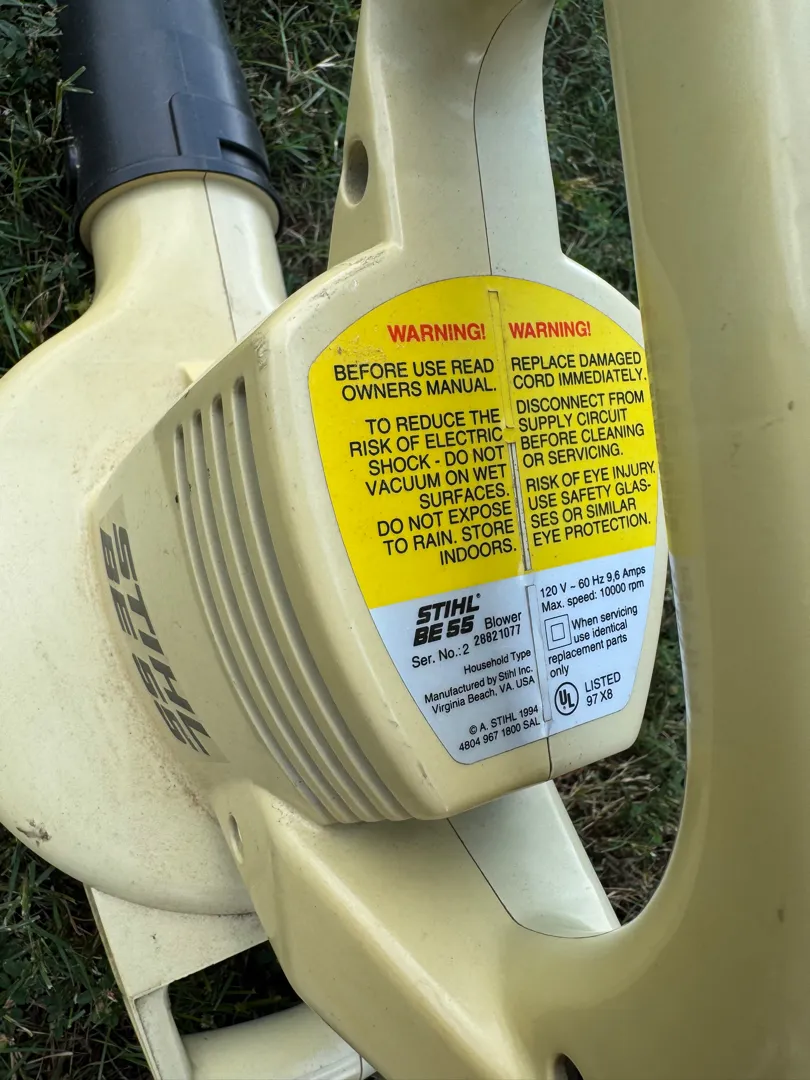 WARNING!
BEFORE USE READ
OWNERS MANUAL.
TO REDUCE THE
RISK OF ELECTRIC
SHOCK - DO NOT
VACUUM ON WET
SURFACES.
DO NOT EXPOSE
TO RAIN. STORE
INDOORS.
WARNING!
REPLACE DAMAGED
CORD IMMEDIATELY.
DISCONNECT FROM
SUPPLY CIRCUIT
BEFORE CLEANING
OR SERVICING.
RISK OF EYE INJURY.
USE SAFETY GLAS-
SES OR SIMILAR
EYE PROTECTION.
STIHL®
BE 55 Blower
Ser. No.: 2 28821077
Household Type
Manufactured by Stihl Inc.
Virginia Beach, VA. USA
© A. STIHL 1994
4804 967 1800 SAL
120 V ~ 60 Hz 9,6 Amps
Max. speed: 10000 rpm
When servicing
use identical
replacement parts
only
UL LISTED
97 X8
STIHL
BE 55